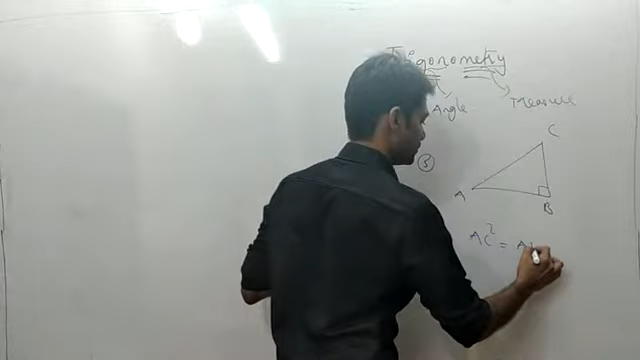 Trigonometry
Angle Measure
③
C
A
B
AC² = A